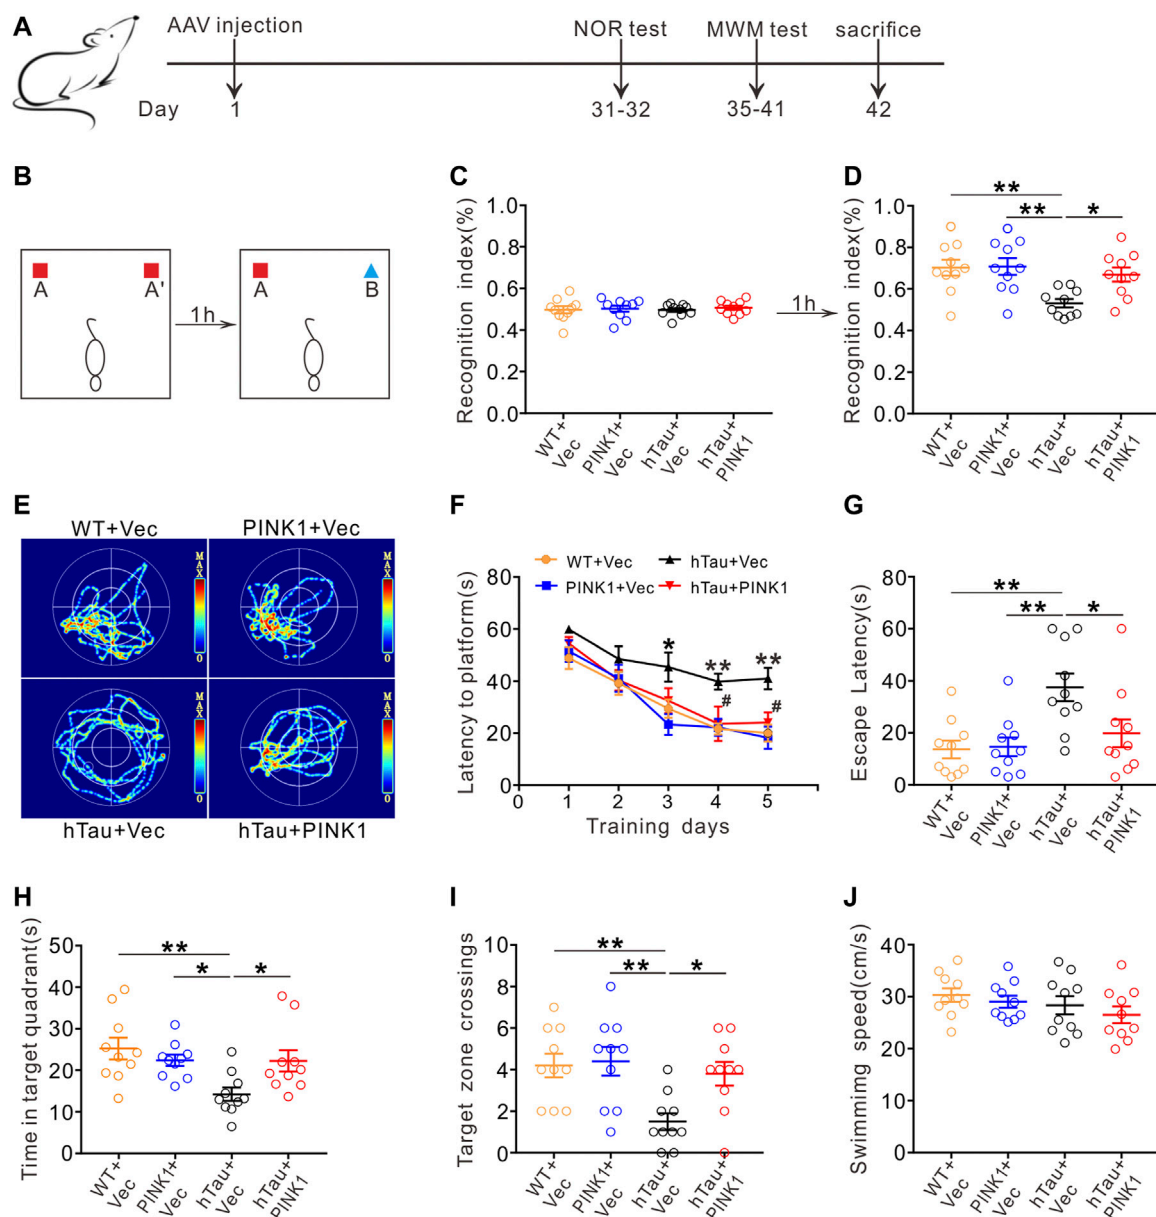 A
AAV injection
NOR test
MWM test
sacrifice
Day
1
31-32
35-41
42
B
A
A'
1h
A
B
C
Recognition index(%)
1.0
0.8
0.6
0.4
0.2
0.0
WT+
Vec
PINK1+
Vec
hTau+
Vec
hTau+
PINK1
1h
D
Recognition index(%)
1.0
0.8
0.6
0.4
0.2
0.0
**
**
*
WT+
Vec
PINK1+
Vec
hTau+
Vec
hTau+
PINK1
E
WT+Vec
PINK1+Vec
MAX
0
MAX
0
MAX
0
MAX
0
hTau+Vec
hTau+PINK1
F
WT+Vec
hTau+Vec
PINK1+Vec
hTau+PINK1
Latency to platform(s)
80
60
40
20
0
*
**
**
#
#
0
1
2
3
4
5
Training days
G
Escape Latency(s)
80
60
40
20
0
**
**
*
WT+
Vec
PINK1+
Vec
hTau+
Vec
hTau+
PINK1
H
Time in target quadrant(s)
50
40
30
20
10
0
**
*
*
WT+
Vec
PINK1+
Vec
hTau+
Vec
hTau+
PINK1
I
Target zone crossings
10
8
6
4
2
0
**
**
*
WT+
Vec
PINK1+
Vec
hTau+
Vec
hTau+
PINK1
J
Swimmimg speed(cm/s)
40
30
20
10
0
WT+
Vec
PINK1+
Vec
hTau+
Vec
hTau+
PINK1